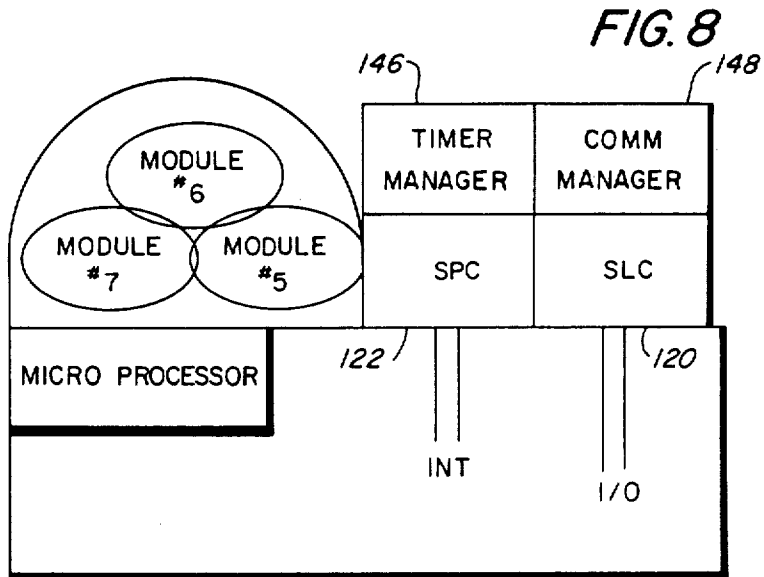 FIG. 8
146
148
TIMER
MANAGER
COMM
MANAGER
MODULE
#6
MODULE
#7
MODULE
#5
SPC
SLC
MICRO PROCESSOR
122
120
INT
I/O